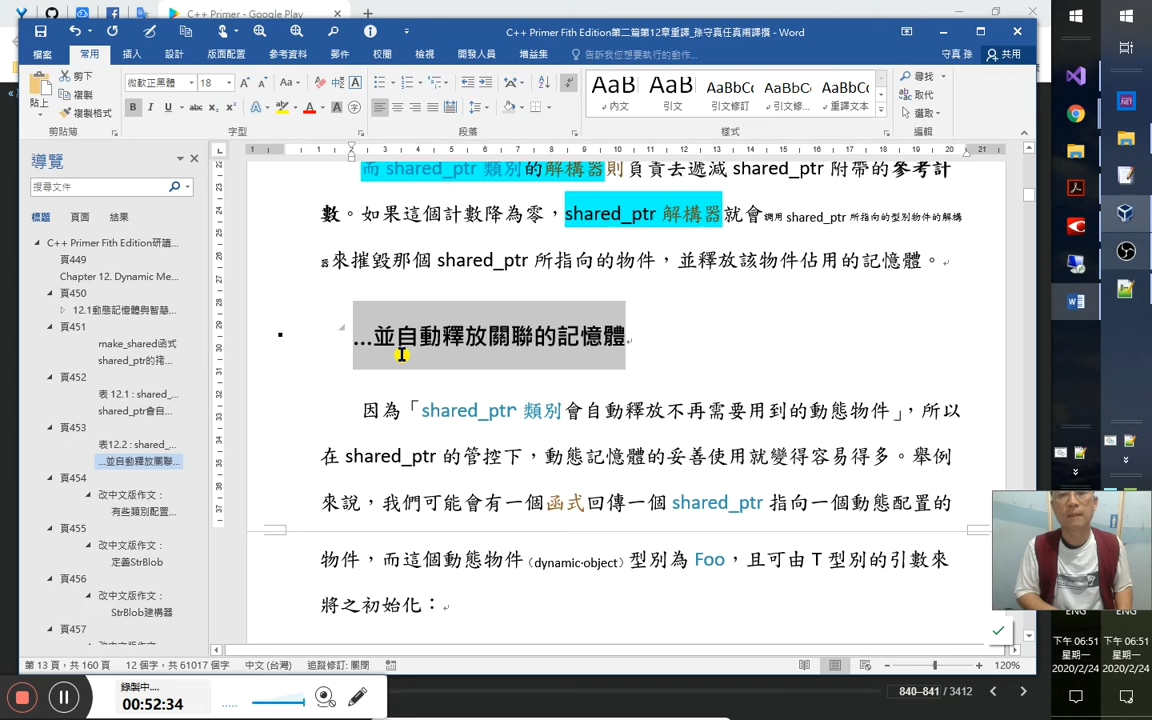 C++ Primer - Google Play
C++ Primer Fith Edition第二篇第12章重譯_孫守真任真甫譯撰 - Word
檔案 常用 插入 設計 版面配置 參考資料 郵件 校閱 檢視 開發人員 增益集 告訴我您想要執行的動作... 守真 孫 共用
貼上 剪下 複製 複製格式
微軟正黑體 18
剪貼簿 字型 段落 樣式 編輯
AaB AaB AaBbCc AaBbCc AaBbCc
內文 引文 引文修訂 引文修... 重譯文本
尋找 取代 選取
導覽
搜尋文件
標題 頁面 結果
C++ Primer Fith Edition研讀...
頁449
Chapter 12. Dynamic Me...
頁450
12.1動態記憶體與智慧...
頁451
make_shared函式
shared_ptr的拷...
頁452
表 12.1 : shared_...
shared_ptr會自...
頁453
表12.2 : shared_...
...並自動釋放關聯...
頁454
改中文版作文：
有些類別配置...
頁455
改中文版作文：
定義StrBlob
頁456
改中文版作文：
StrBlob建構器
頁457
而 shared_ptr 類別的解構器則負責去遞減 shared_ptr 附帶的參考計
數。如果這個計數降為零，shared_ptr 解構器就會調用 shared_ptr 所指向的型別物件的解構
器來摧毀那個 shared_ptr 所指向的物件，並釋放該物件佔用的記憶體。
...並自動釋放關聯的記憶體
因為「shared_ptr 類別會自動釋放不再需要用到的動態物件」，所以
在 shared_ptr 的管控下，動態記憶體的妥善使用就變得容易得多。舉例
來說，我們可能會有一個函式回傳一個 shared_ptr 指向一個動態配置的
物件，而這個動態物件（dynamic object）型別為 Foo，且可由 T 型別的引數來
將之初始化：
第 13 頁，共 160 頁 12 個字，共 61017 個字 中文 (台灣) 追蹤修訂: 關閉 120%
錄製中....
00:52:34
840–841 / 3412
ENG ENG
下午 06:51 下午 06:51
星期一 星期一
2020/2/24 2020/2/24